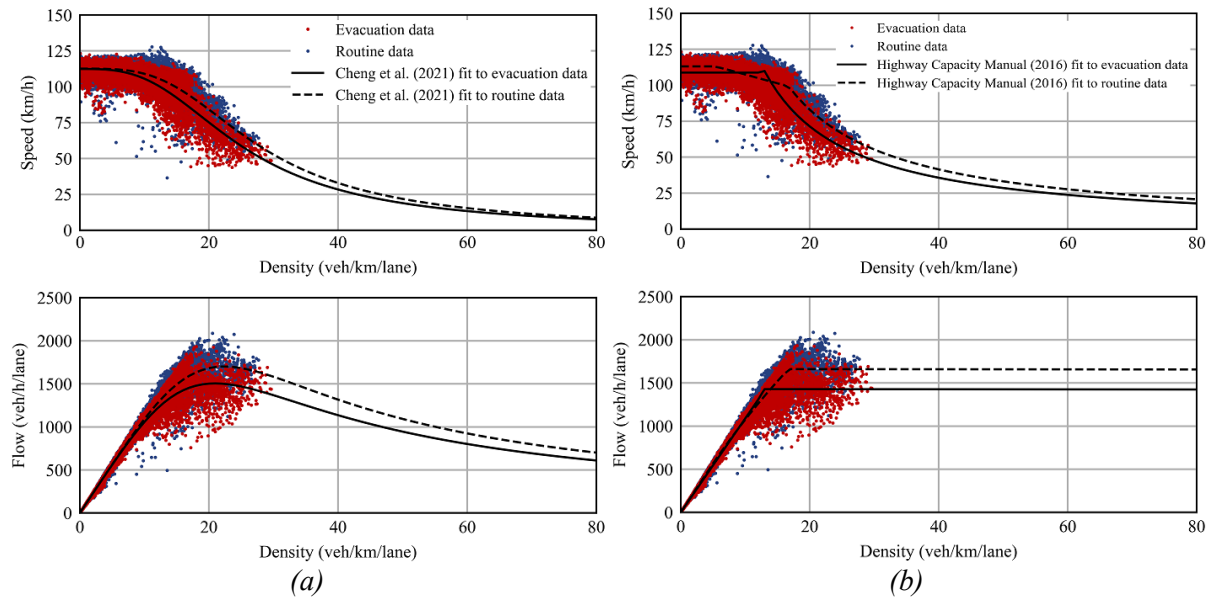 150
125
100
75
50
25
0
Speed (km/h)
Evacuation data
Routine data
Cheng et al. (2021) fit to evacuation data
Cheng et al. (2021) fit to routine data
0 20 40 60 80
Density (veh/km/lane)
150
125
100
75
50
25
0
Speed (km/h)
Evacuation data
Routine data
Highway Capacity Manual (2016) fit to evacuation data
Highway Capacity Manual (2016) fit to routine data
0 20 40 60 80
Density (veh/km/lane)
2500
2000
1500
1000
500
0
Flow (veh/h/lane)
0 20 40 60 80
Density (veh/km/lane)
(a)
2500
2000
1500
1000
500
0
Flow (veh/h/lane)
0 20 40 60 80
Density (veh/km/lane)
(b)